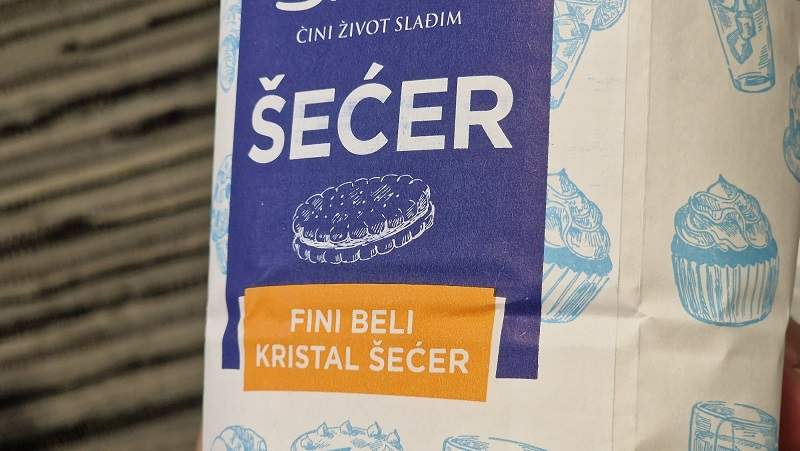 ČINI ŽIVOT SLAĐIM
ŠEĆER
FINI BELI
KRISTAL ŠEĆER